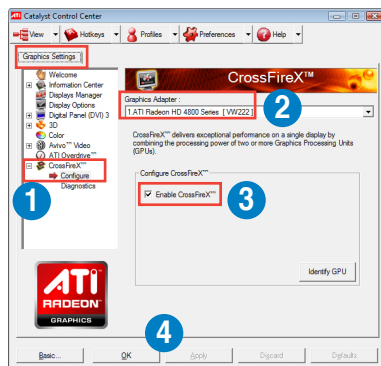 ATI Catalyst Control Center
View Hotkeys Profiles Preferences Help
Graphics Settings
Welcome
Information Center
Displays Manager
Display Options
Digital Panel (DVI) 3
3D
Color
Avivo™ Video
ATI Overdrive™
CrossFireX™
Configure
Diagnostics
1
ATI
RADEON
GRAPHICS
CrossFireX™
Graphics Adapter :
1. ATI Radeon HD 4800 Series [ VW222 ]
2
CrossFireX™ delivers exceptional performance on a single display by
combining the processing power of two or more Graphics Processing Units
(GPUs).
Configure CrossFireX™
Enable CrossFireX™
3
Identify GPU
4
Basic... OK Apply Discard Defaults